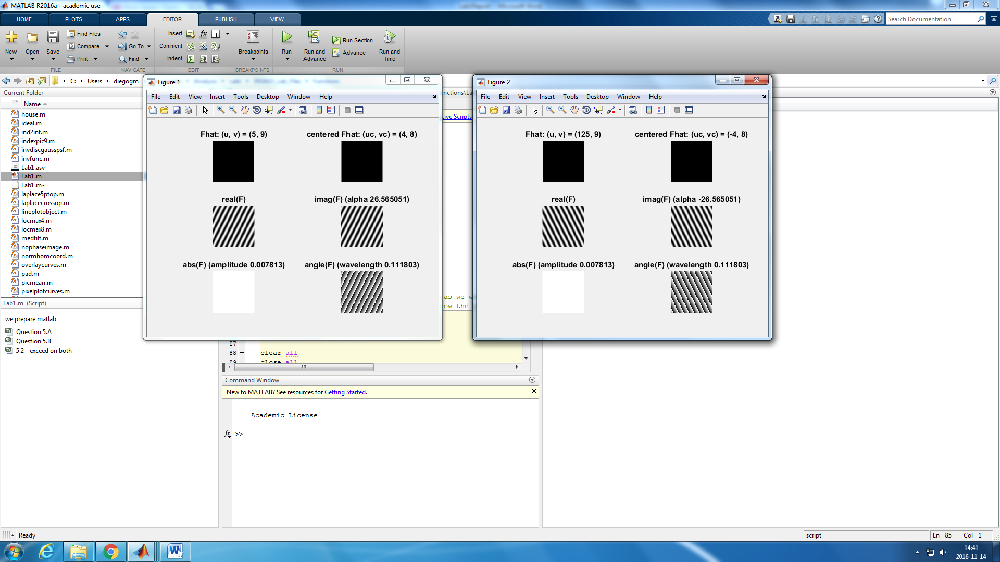 MATLAB R2016a - academic use
HOME PLOTS APPS EDITOR PUBLISH VIEW
Search Documentation
New Open Save Find Files Compare Print
Go To Find
Insert Comment Indent
fx
Breakpoints
Run Run and Advance Run Section Advance Run and Time
FILE NAVIGATE EDIT BREAKPOINTS RUN
C: Users diegogm
Current Folder
Name
house.m
ideal.m
ind2int.m
indexpic9.m
invdiscgausspsf.m
invfunc.m
Lab1.asv
Lab1.m
Lab1.m~
laplace5ptop.m
laplacecrossop.m
lineplotobject.m
locmax4.m
locmax8.m
medfilt.m
nophaseimage.m
normhomcoord.m
overlaycurves.m
pad.m
picmean.m
pixelplotcurves.m
Lab1.m (Script)
we prepare matlab
Question 5.A
Question 5.B
5.2 - exceed on both
Figure 1
File Edit View Insert Tools Desktop Window Help
Fhat: (u, v) = (5, 9)
centered Fhat: (uc, vc) = (4, 8)
real(F)
imag(F) (alpha 26.565051)
abs(F) (amplitude 0.007813)
angle(F) (wavelength 0.111803)
Live Scripts
as we w
now the
Figure 2
File Edit View Insert Tools Desktop Window Help
Fhat: (u, v) = (125, 9)
centered Fhat: (uc, vc) = (-4, 8)
real(F)
imag(F) (alpha -26.565051)
abs(F) (amplitude 0.007813)
angle(F) (wavelength 0.111803)
87
88 – clear all
89 – close all
Command Window
New to MATLAB? See resources for Getting Started.
Academic License
fx >>
Ready
script
Ln 85 Col 1
14:41
2016-11-14